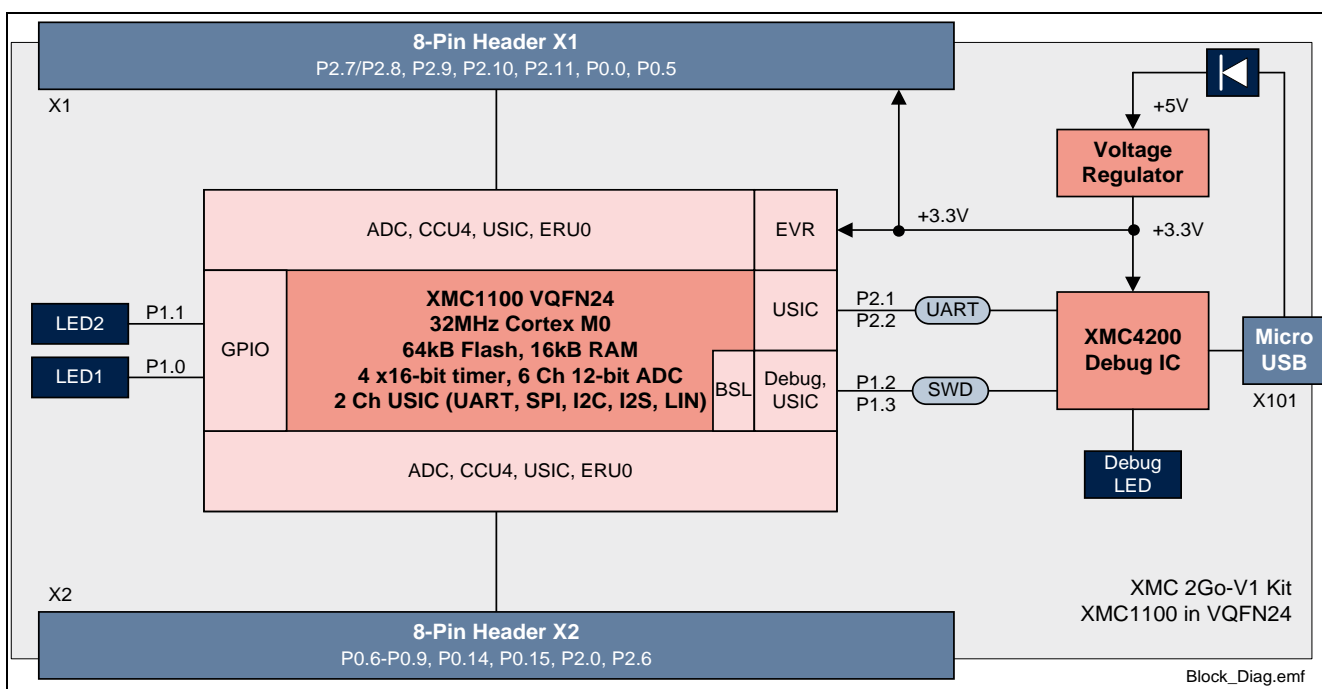 8-Pin Header X1
P2.7/P2.8, P2.9, P2.10, P2.11, P0.0, P0.5
X1
+5V
Voltage
Regulator
ADC, CCU4, USIC, ERU0
EVR
+3.3V
+3.3V
LED2
P1.1
LED1
P1.0
GPIO
XMC1100 VQFN24
32MHz Cortex M0
64kB Flash, 16kB RAM
4 x16-bit timer, 6 Ch 12-bit ADC
2 Ch USIC (UART, SPI, I2C, I2S, LIN)
BSL
USIC
Debug,
USIC
P2.1
P2.2
UART
P1.2
P1.3
SWD
XMC4200
Debug IC
Micro
USB
X101
Debug
LED
ADC, CCU4, USIC, ERU0
X2
XMC 2Go-V1 Kit
XMC1100 in VQFN24
8-Pin Header X2
P0.6-P0.9, P0.14, P0.15, P2.0, P2.6
Block_Diag.emf